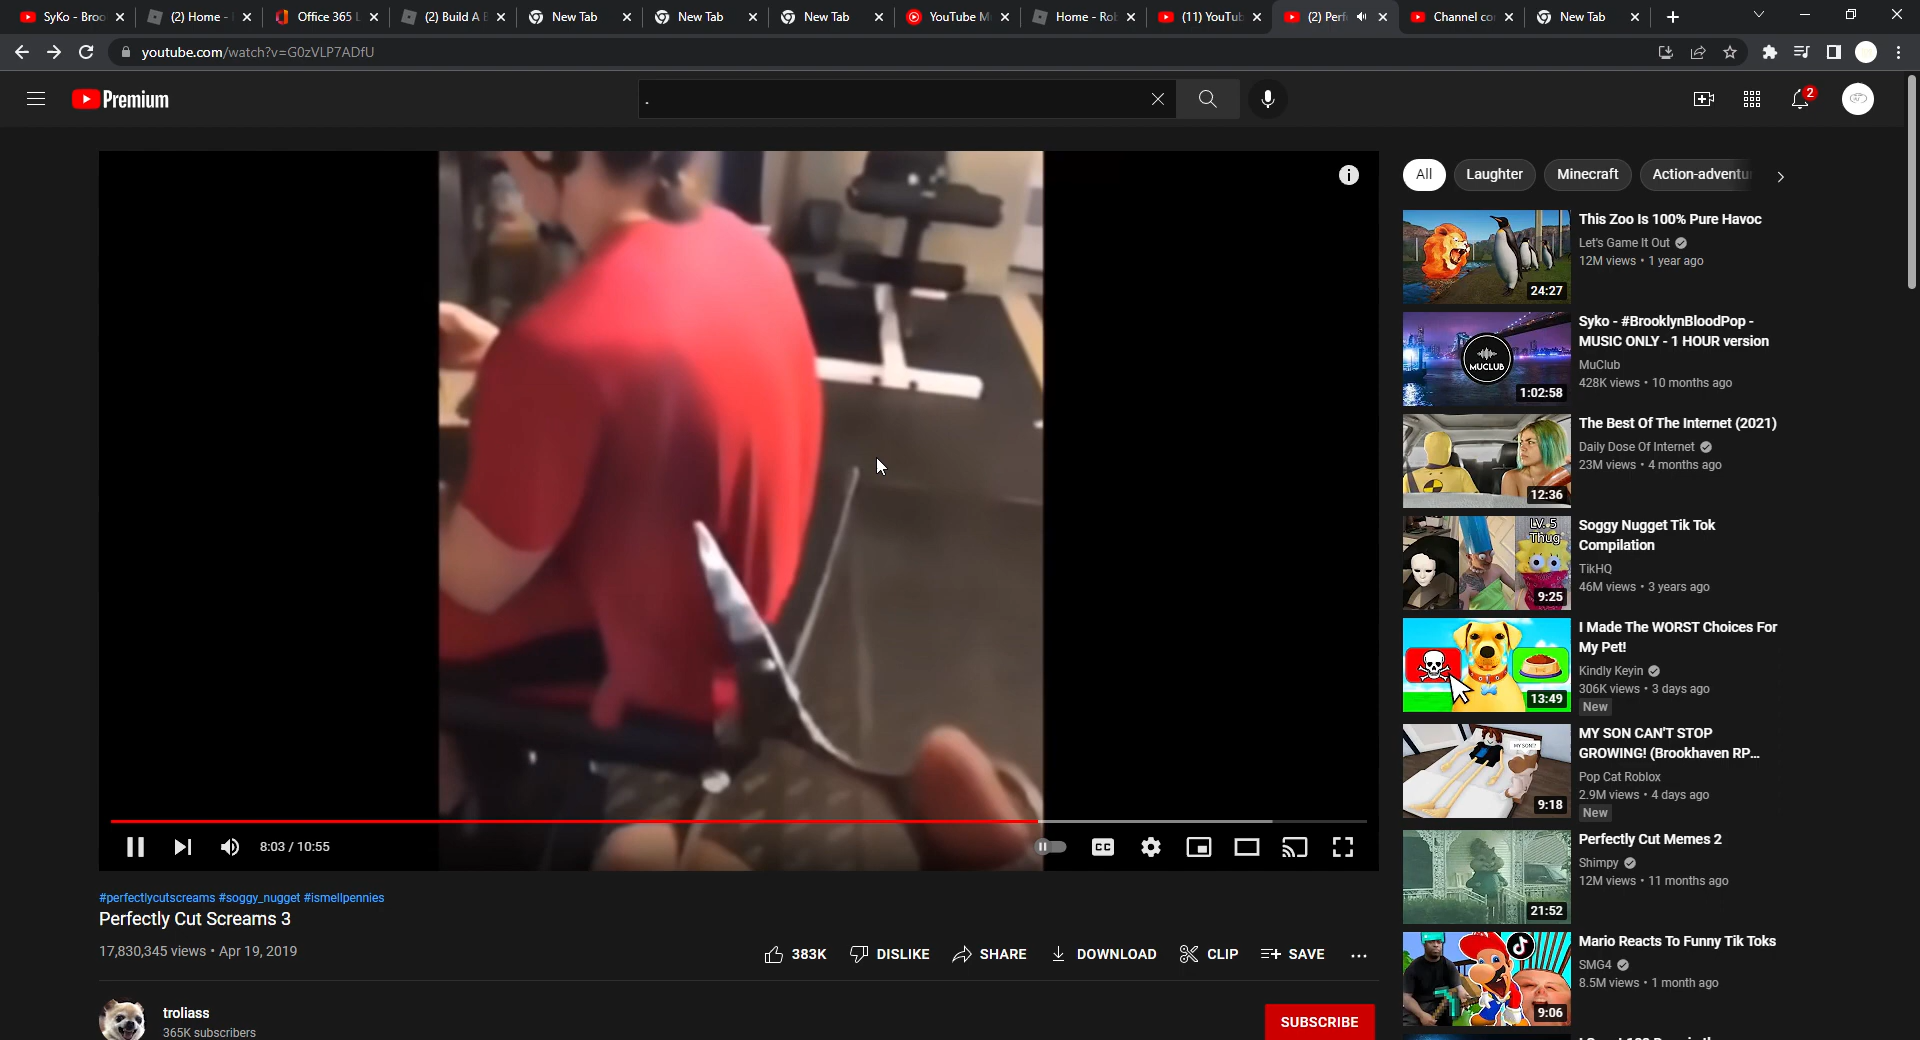 SyKo - Broo
(2) Home -
Office 365 L
(2) Build A B
New Tab
New Tab
New Tab
YouTube M
Home - Rob
(11) YouTub
(2) Perf
Channel co
New Tab
youtube.com/watch?v=G0zVLP7ADfU
Premium
.
2
All
Laughter
Minecraft
Action-adventu
This Zoo Is 100% Pure Havoc
Let's Game It Out
12M views • 1 year ago
24:27
Syko - #BrooklynBloodPop -
MUSIC ONLY - 1 HOUR version
MuClub
428K views • 10 months ago
MUCLUB
1:02:58
The Best Of The Internet (2021)
Daily Dose Of Internet
23M views • 4 months ago
12:36
Soggy Nugget Tik Tok
Compilation
TikHQ
46M views • 3 years ago
LV. 5
Thug
9:25
I Made The WORST Choices For
My Pet!
Kindly Keyin
306K views • 3 days ago
New
13:49
MY SON CAN'T STOP
GROWING! (Brookhaven RP...
Pop Cat Roblox
2.9M views • 4 days ago
New
MY SON!?
9:18
Perfectly Cut Memes 2
Shimpy
12M views • 11 months ago
21:52
Mario Reacts To Funny Tik Toks
SMG4
8.5M views • 1 month ago
9:06
8:03 / 10:55
CC
#perfectlycutscreams #soggy_nugget #ismellpennies
Perfectly Cut Screams 3
17,830,345 views • Apr 19, 2019
383K
DISLIKE
SHARE
DOWNLOAD
CLIP
SAVE
troliass
365K subscribers
SUBSCRIBE